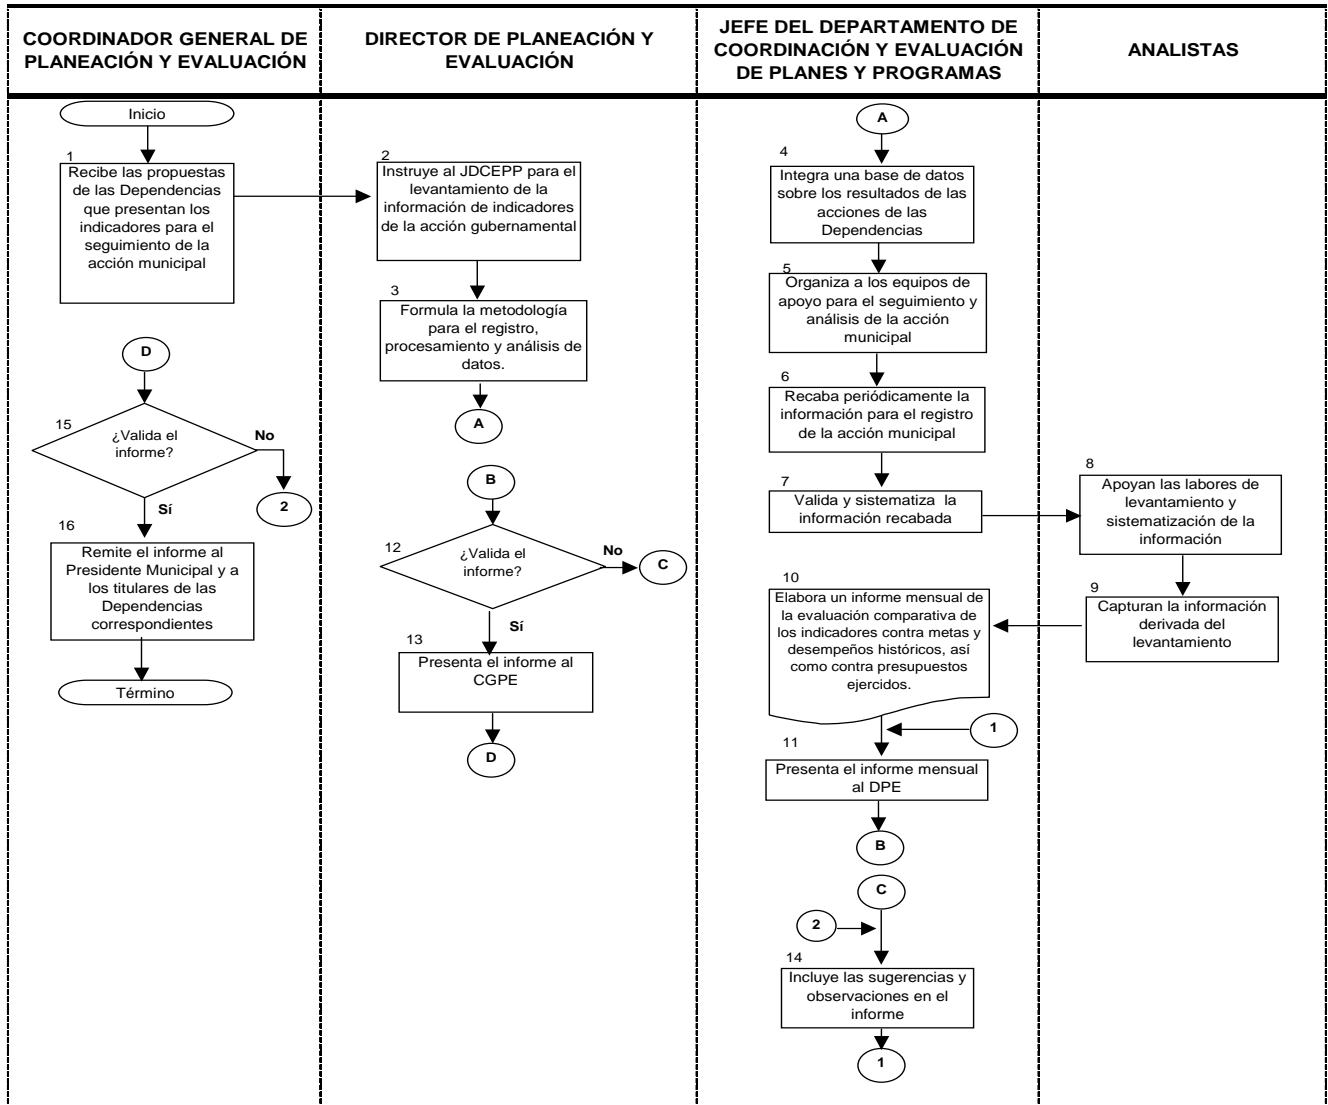 COORDINADOR GENERAL DE
PLANEACIÓN Y EVALUACIÓN
DIRECTOR DE PLANEACIÓN Y
EVALUACIÓN
JEFE DEL DEPARTAMENTO DE
COORDINACIÓN Y EVALUACIÓN
DE PLANES Y PROGRAMAS
ANALISTAS
Inicio
1
Recibe las propuestas
de las Dependencias
que presentan los
indicadores para el
seguimiento de la
acción municipal
D
15
¿Valida el
informe?
No
2
Sí
16
Remite el informe al
Presidente Municipal y a
los titulares de las
Dependencias
correspondientes
Término
2
Instruye al JDCEPP para el
levantamiento de la
información de indicadores
de la acción gubernamental
3
Formula la metodología
para el registro,
procesamiento y análisis de
datos.
A
B
12
¿Valida el
informe?
No
C
Sí
13
Presenta el informe al
CGPE
D
A
4
Integra una base de datos
sobre los resultados de las
acciones de las
Dependencias
5
Organiza a los equipos de
apoyo para el seguimiento y
análisis de la acción
municipal
6
Recaba periódicamente la
información para el registro
de la acción municipal
7
Valida y sistematiza la
información recabada
8
Apoyan las labores de
levantamiento y
sistematización de la
información
9
Capturan la información
derivada del
levantamiento
10
Elabora un informe mensual de
la evaluación comparativa de
los indicadores contra metas y
desempeños históricos, así
como contra presupuestos
ejercidos.
1
11
Presenta el informe mensual
al DPE
B
C
2
14
Incluye las sugerencias y
observaciones en el
informe
1